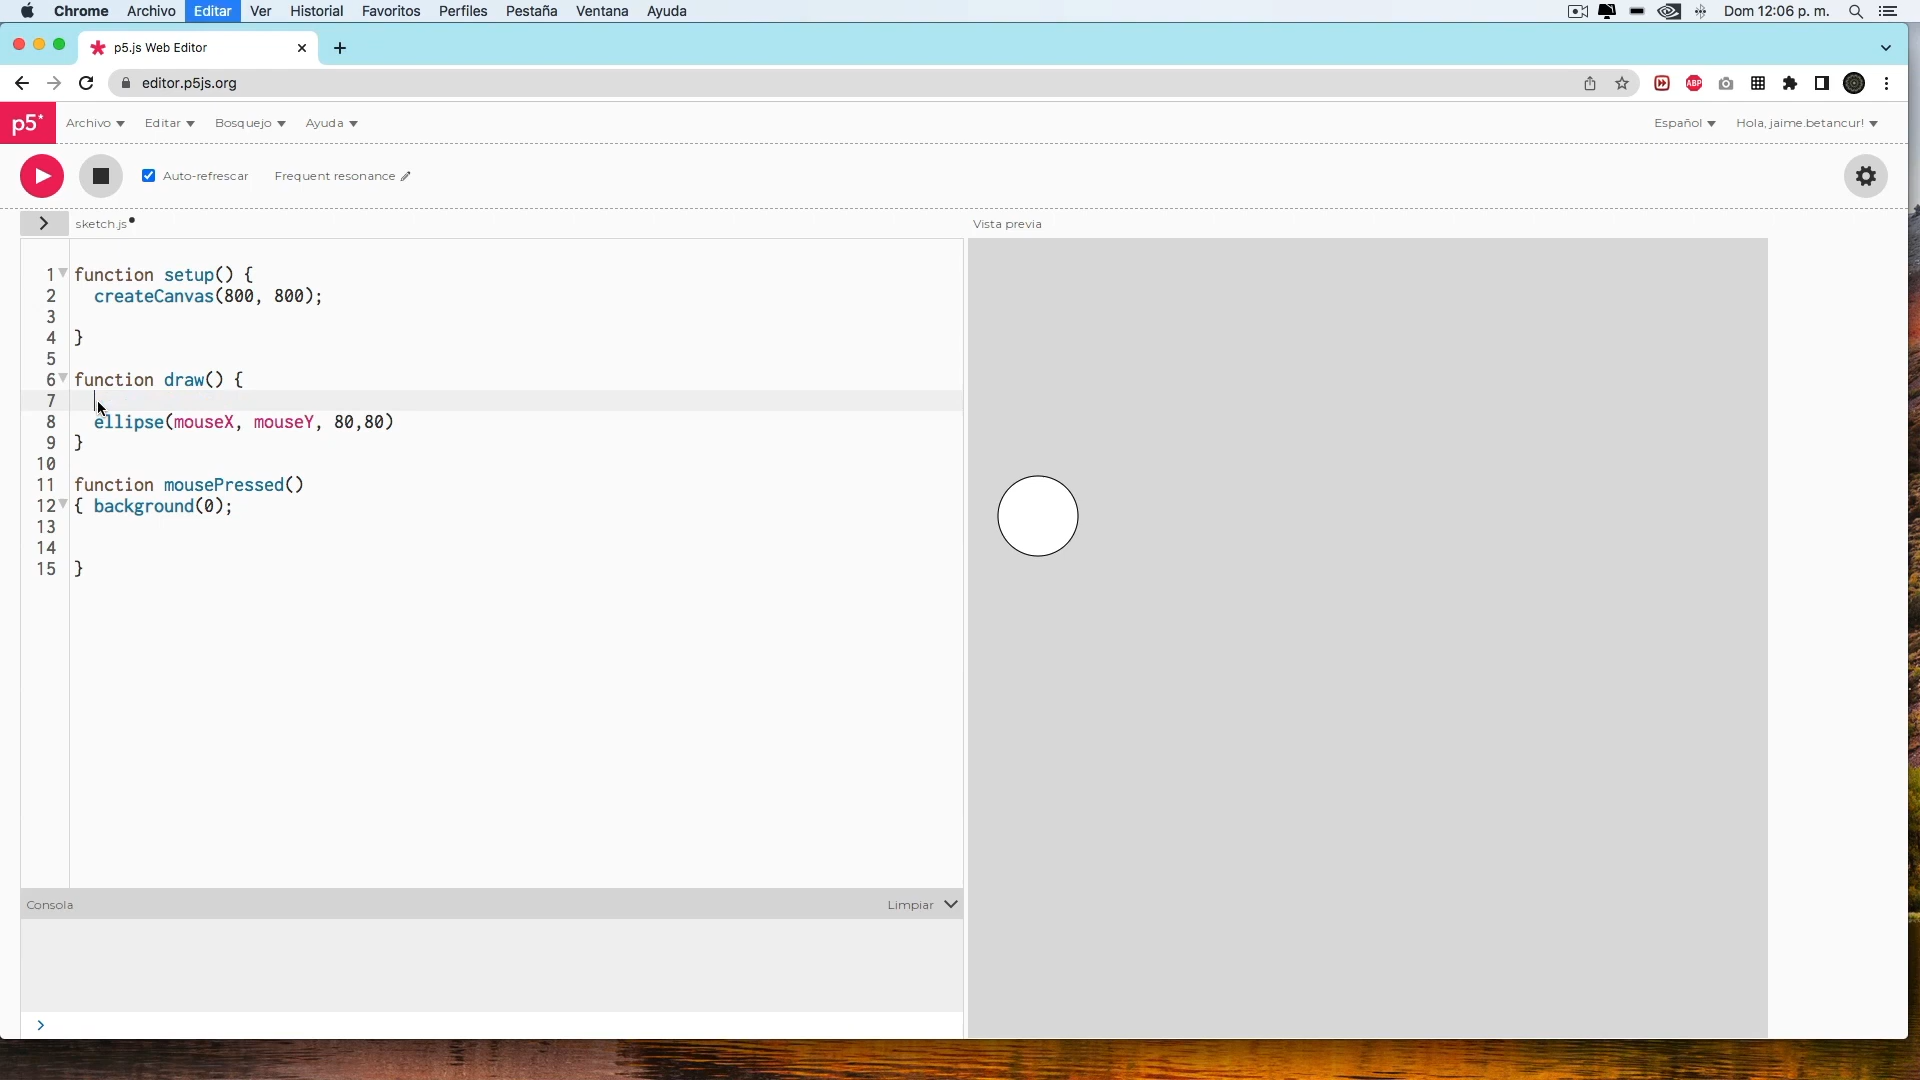 Chrome Archivo Editar Ver Historial Favoritos Perfiles Pestaña Ventana Ayuda Dom 12:06 p. m.
p5.js Web Editor
editor.p5js.org
ABP
p5* Archivo Editar Bosquejo Ayuda Español Hola, jaime.betancur!
Auto-refrescar Frequent resonance
sketch.js
Vista previa
1 function setup() {
2 createCanvas(800, 800);
3
4 }
5
6 function draw() {
7
8 ellipse(mouseX, mouseY, 80,80)
9 }
10
11 function mousePressed()
12 { background(0);
13
14
15 }
Consola Limpiar
>